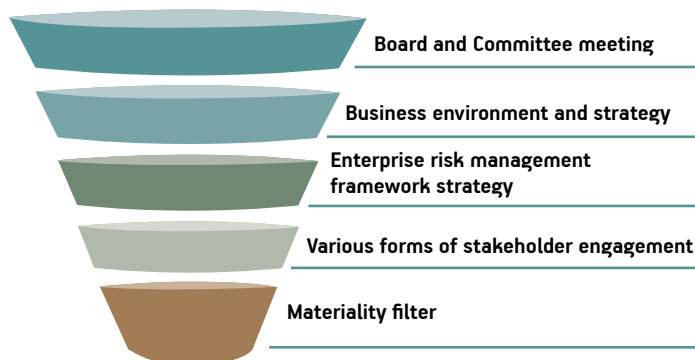 Board and Committee meeting
Business environment and strategy
Enterprise risk management
framework strategy
Various forms of stakeholder engagement
Materiality filter